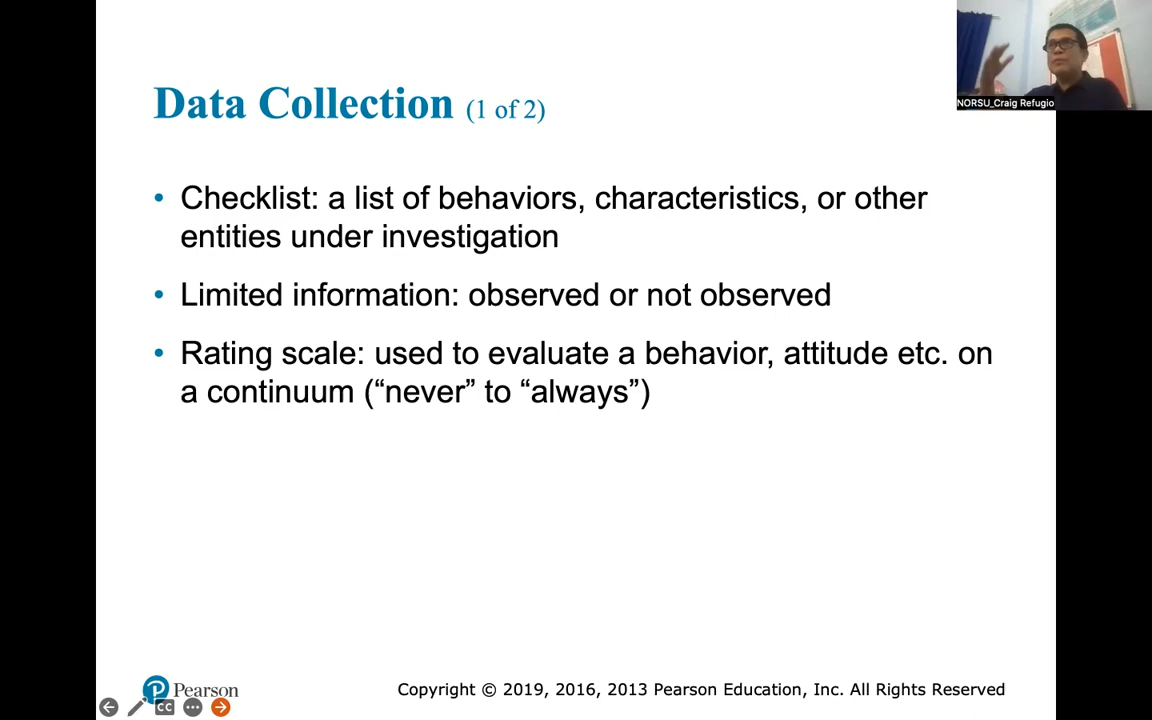 Data Collection (1 of 2)
• Checklist: a list of behaviors, characteristics, or other
entities under investigation
• Limited information: observed or not observed
• Rating scale: used to evaluate a behavior, attitude etc. on
a continuum (“never” to “always”)
NORSU_Craig Refugio
Pearson
Copyright © 2019, 2016, 2013 Pearson Education, Inc. All Rights Reserved
CC